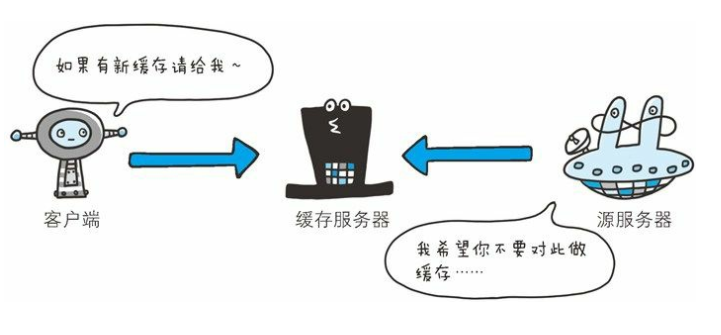 如果有新缓存请给我～
客户端
缓存服务器
源服务器
我希望你不要对此做
缓存……